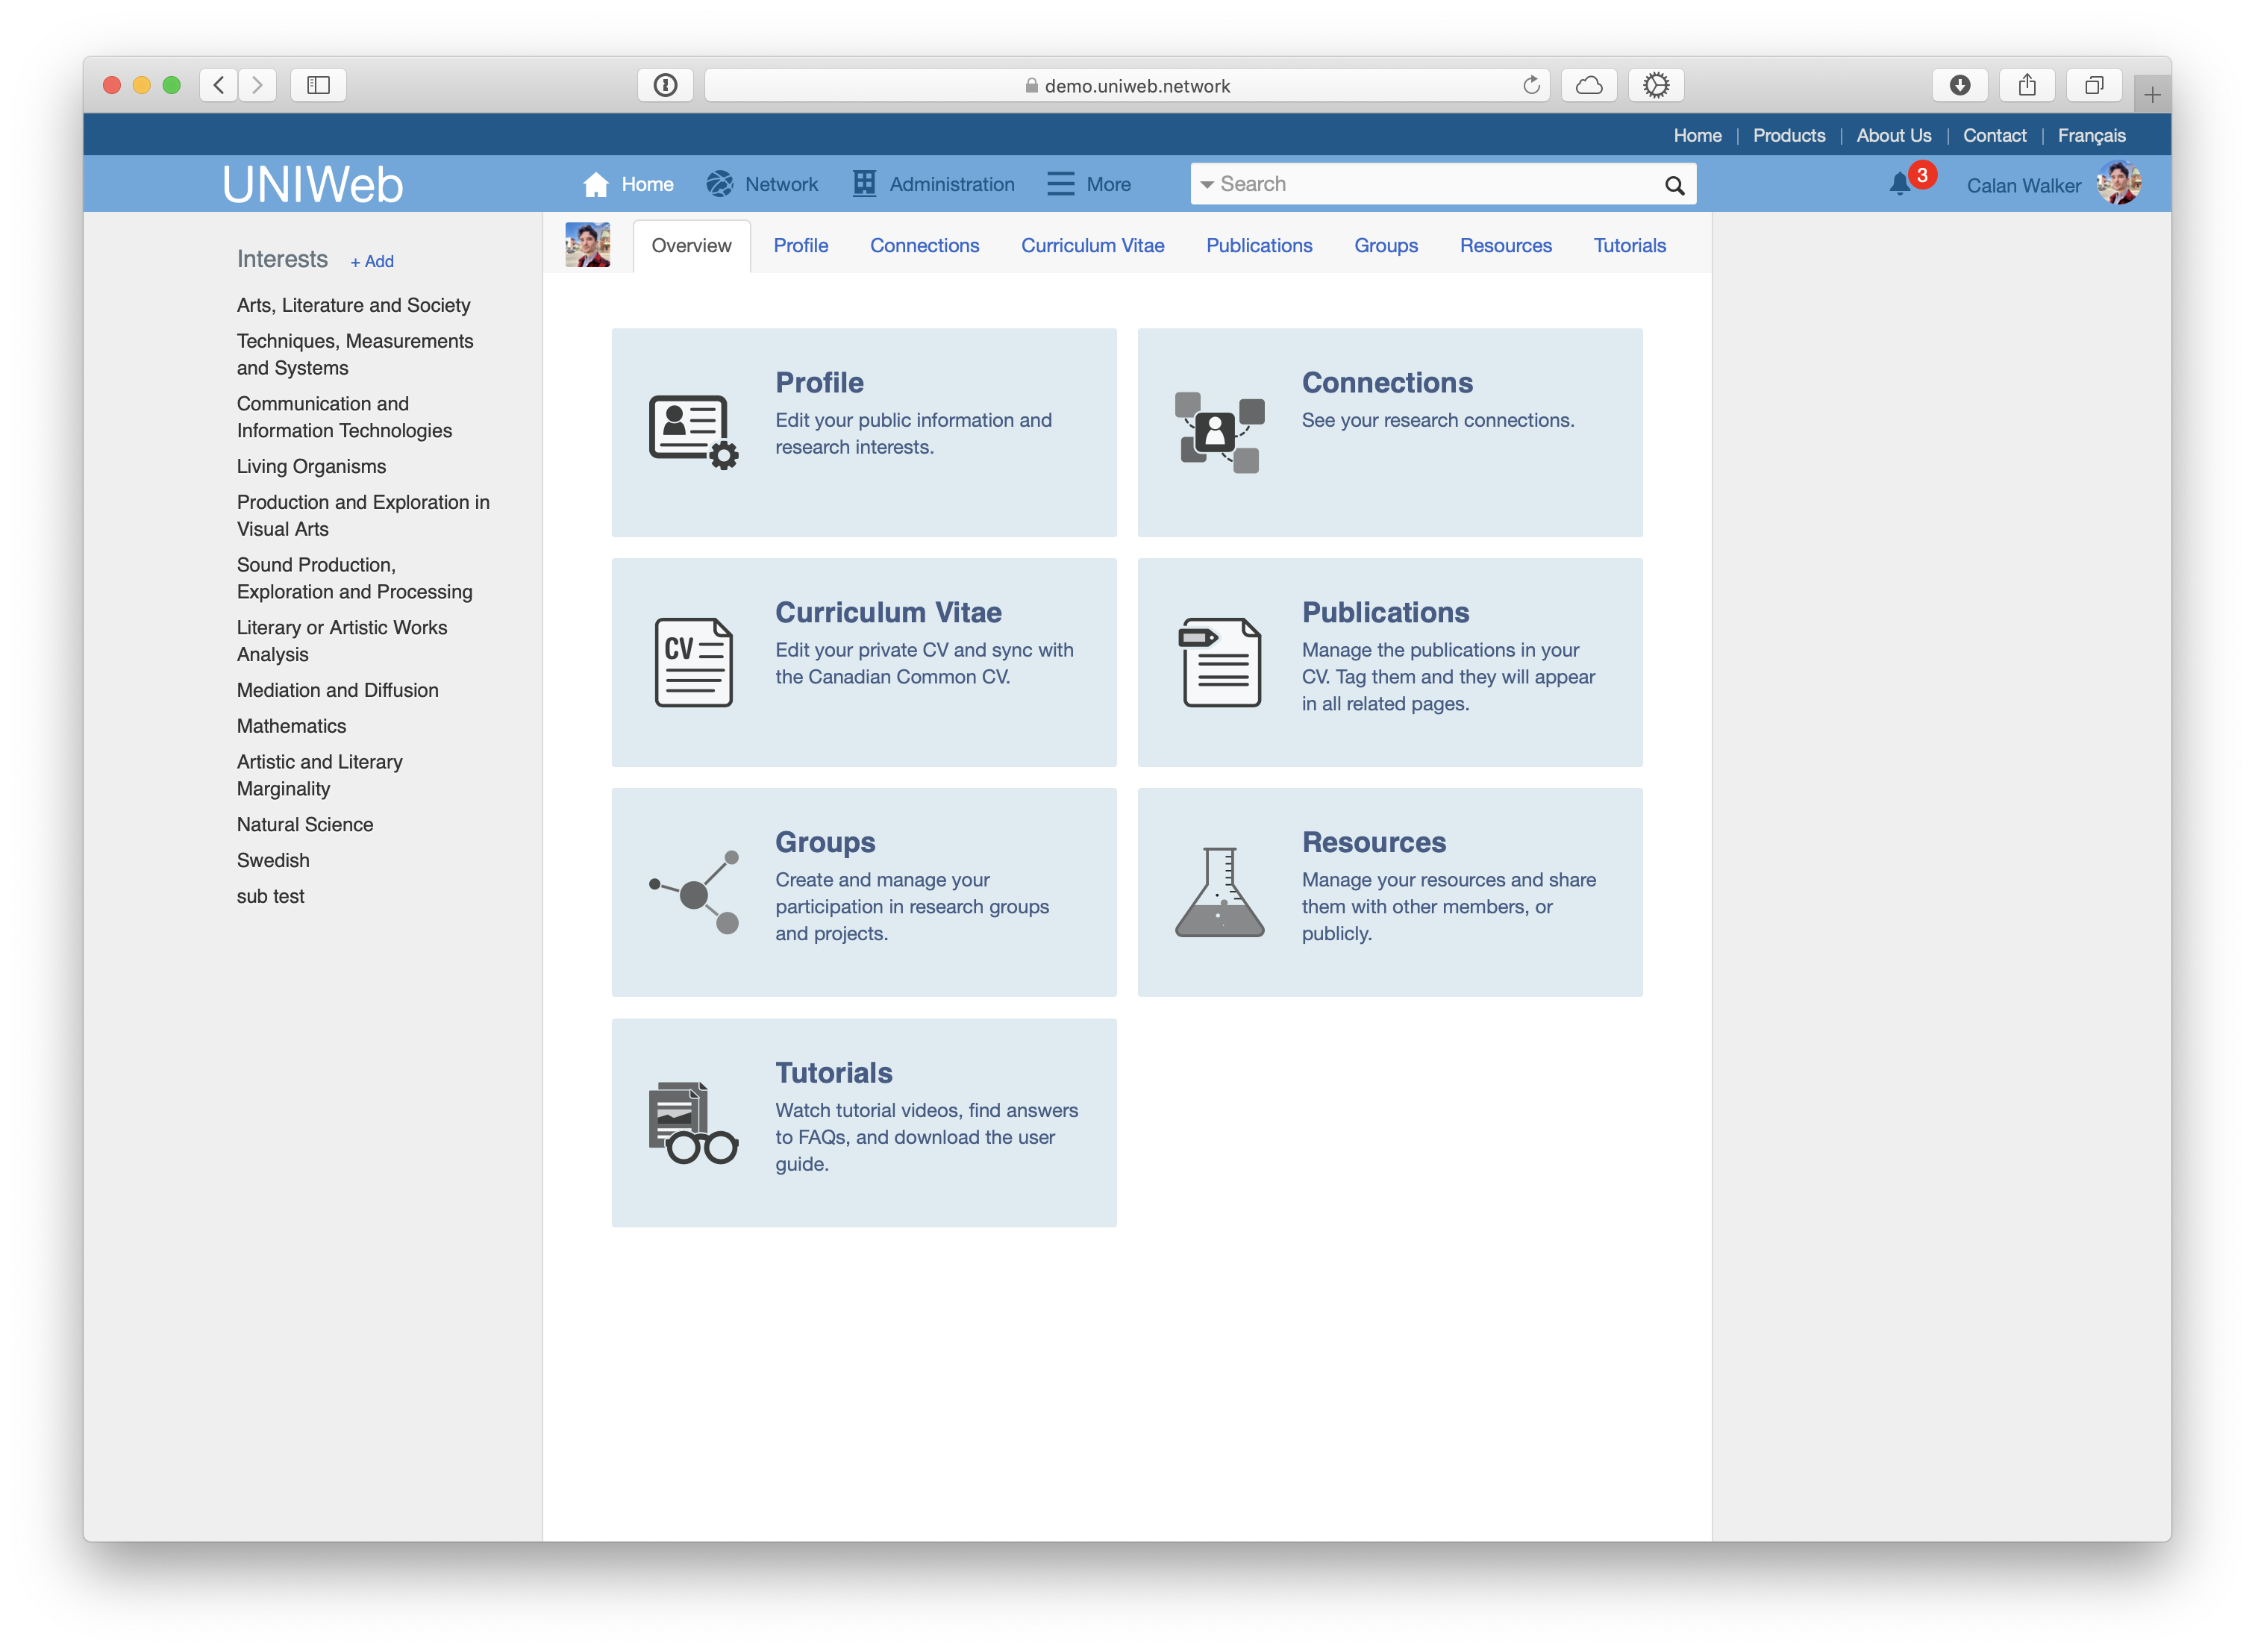 demo.uniweb.network
Home | Products | About Us | Contact | Français
UNIWeb
Home
Network
Administration
More
Search
3
Calan Walker
Interests + Add
Arts, Literature and Society
Techniques, Measurements
and Systems
Communication and
Information Technologies
Living Organisms
Production and Exploration in
Visual Arts
Sound Production,
Exploration and Processing
Literary or Artistic Works
Analysis
Mediation and Diffusion
Mathematics
Artistic and Literary
Marginality
Natural Science
Swedish
sub test
Overview
Profile
Connections
Curriculum Vitae
Publications
Groups
Resources
Tutorials
Profile
Edit your public information and
research interests.
Connections
See your research connections.
CV
Curriculum Vitae
Edit your private CV and sync with
the Canadian Common CV.
Publications
Manage the publications in your
CV. Tag them and they will appear
in all related pages.
Groups
Create and manage your
participation in research groups
and projects.
Resources
Manage your resources and share
them with other members, or
publicly.
Tutorials
Watch tutorial videos, find answers
to FAQs, and download the user
guide.